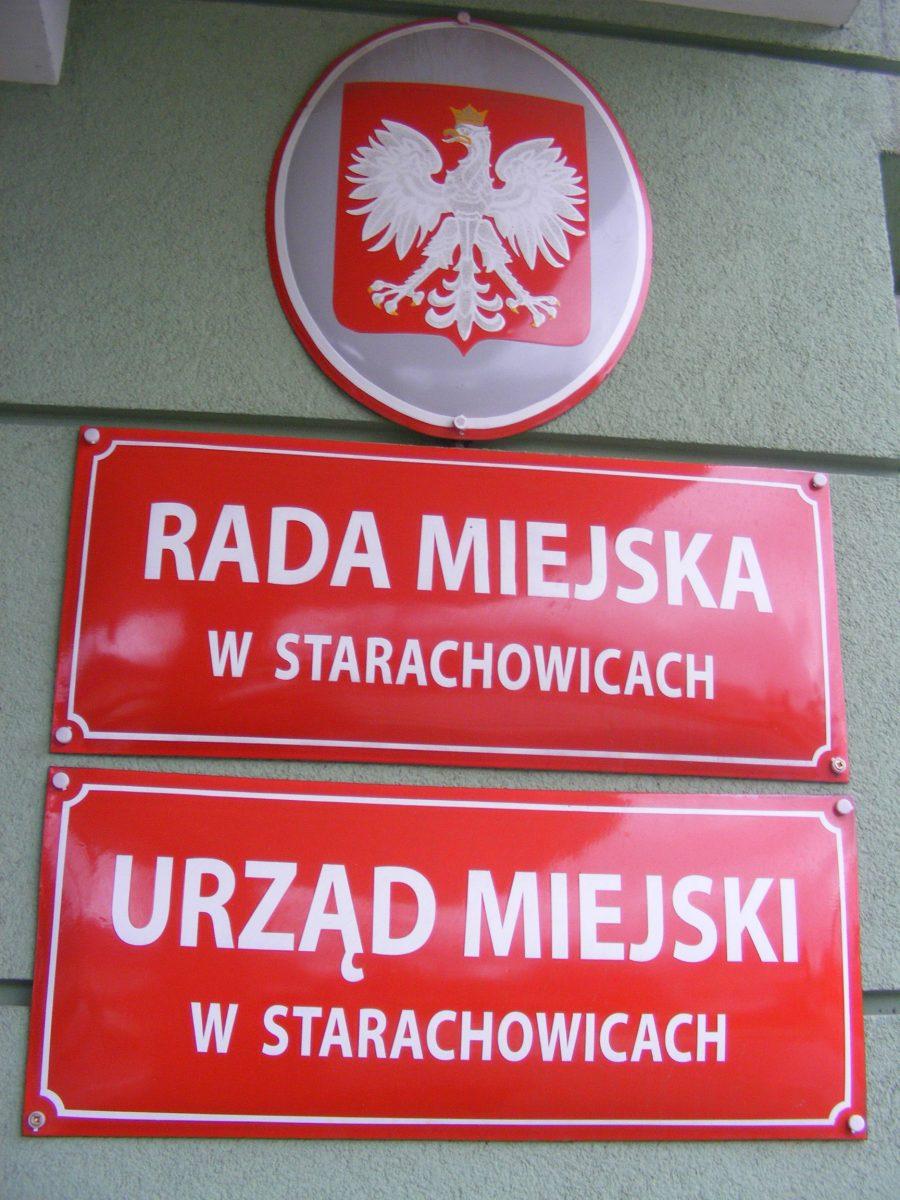 RADA MIEJSKA
W STARACHOWICACH
URZĄD MIEJSKI
W STARACHOWICACH